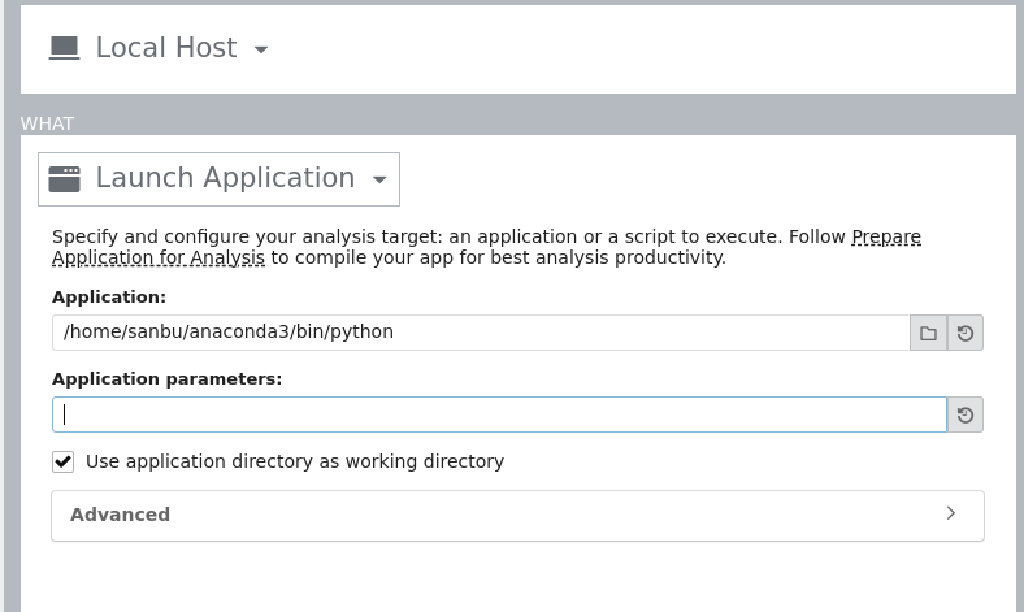 Local Host
WHAT
Launch Application
Specify and configure your analysis target: an application or a script to execute. Follow Prepare
Application for Analysis to compile your app for best analysis productivity.
Application:
/home/sanbu/anaconda3/bin/python
Application parameters:
Use application directory as working directory
Advanced